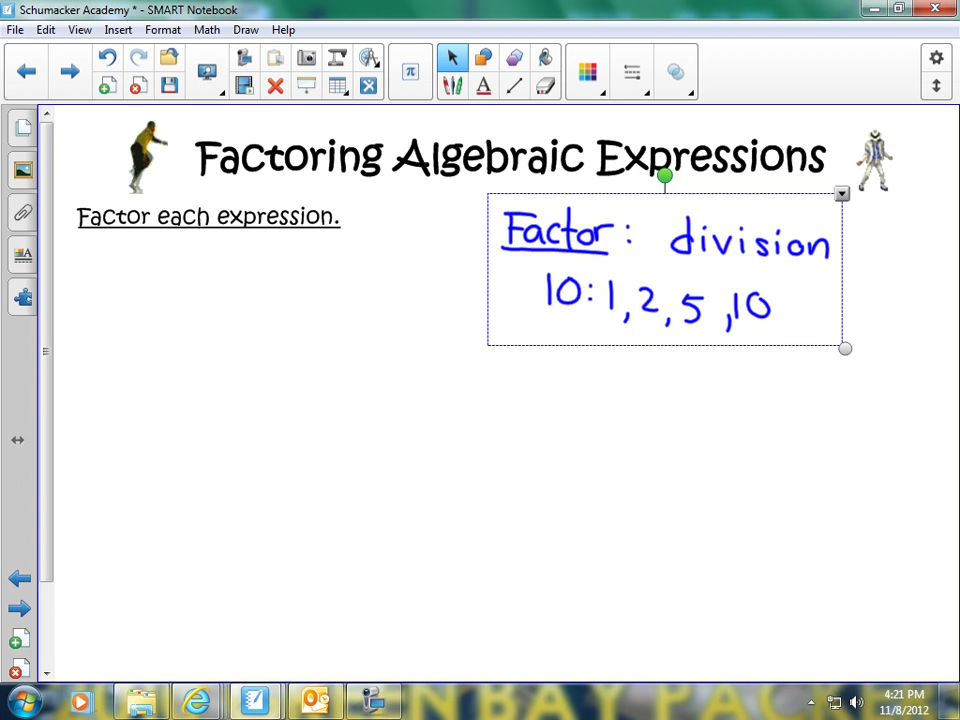 Schumacker Academy * - SMART Notebook
File Edit View Insert Format Math Draw Help
π
A
Factoring Algebraic Expressions
Factor each expression.
Factor: division
10: 1, 2, 5, 10
4:21 PM
11/8/2012